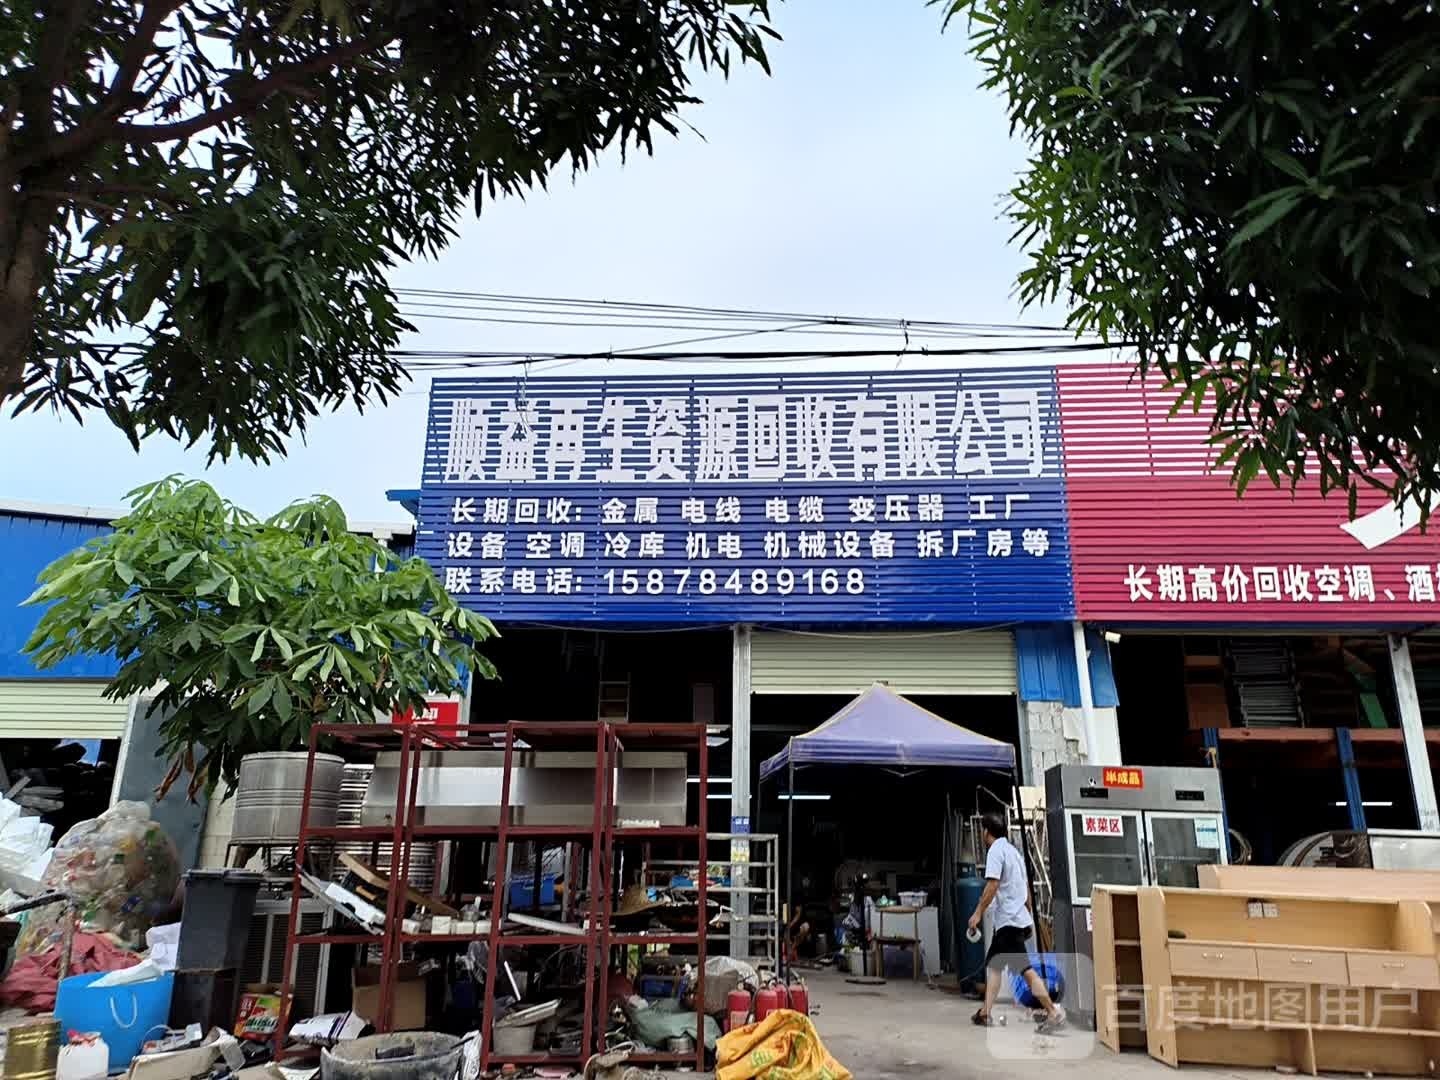 顺益再生资源回收有限公司
长期回收: 金属 电线 电缆 变压器 工厂
设备 空调 冷库 机电 机械设备 拆厂房等
联系电话: 15878489168
长期高价回收空调、酒
半成品
素菜区
百度地图用户